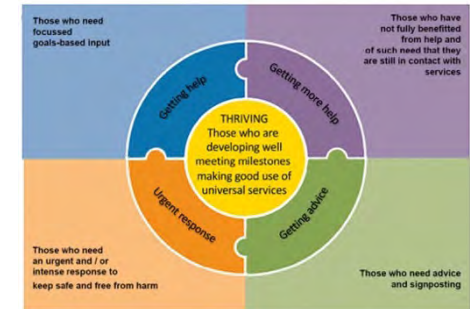 Those who need
focussed
goals-based input
Those who have
not fully benefitted
from help and
of such need that they
are still in contact with
services
Getting help
Getting more help
THRIVING
Those who are
developing well
meeting milestones
making good use of
universal services
Urgent response
Getting advice
Those who need
an urgent and / or
intense response to
keep safe and free from harm
Those who need advice
and signposting